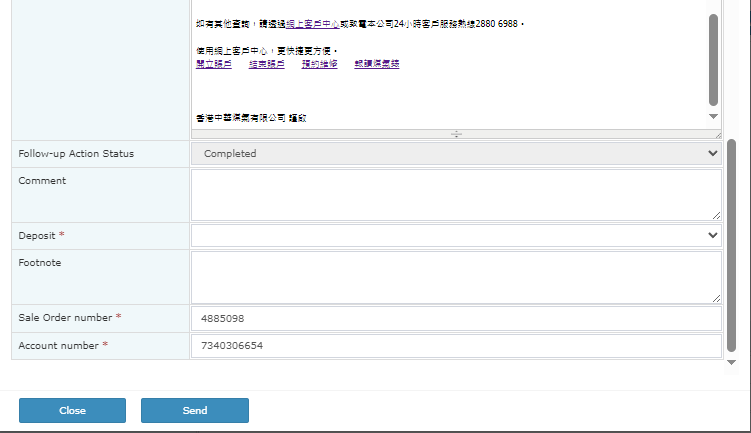 如有其他查詢，請透過網上客戶中心或致電本公司24小時客戶服務熱線2880 6988。
使用網上客戶中心，更快捷更方便。
開立賬戶 結束賬戶 預約維修 報讀煤氣錶
香港中華煤氣有限公司 謹啟
Follow-up Action Status
Completed
Comment
Deposit *
Footnote
Sale Order number *
4885098
Account number *
7340306654
Close
Send